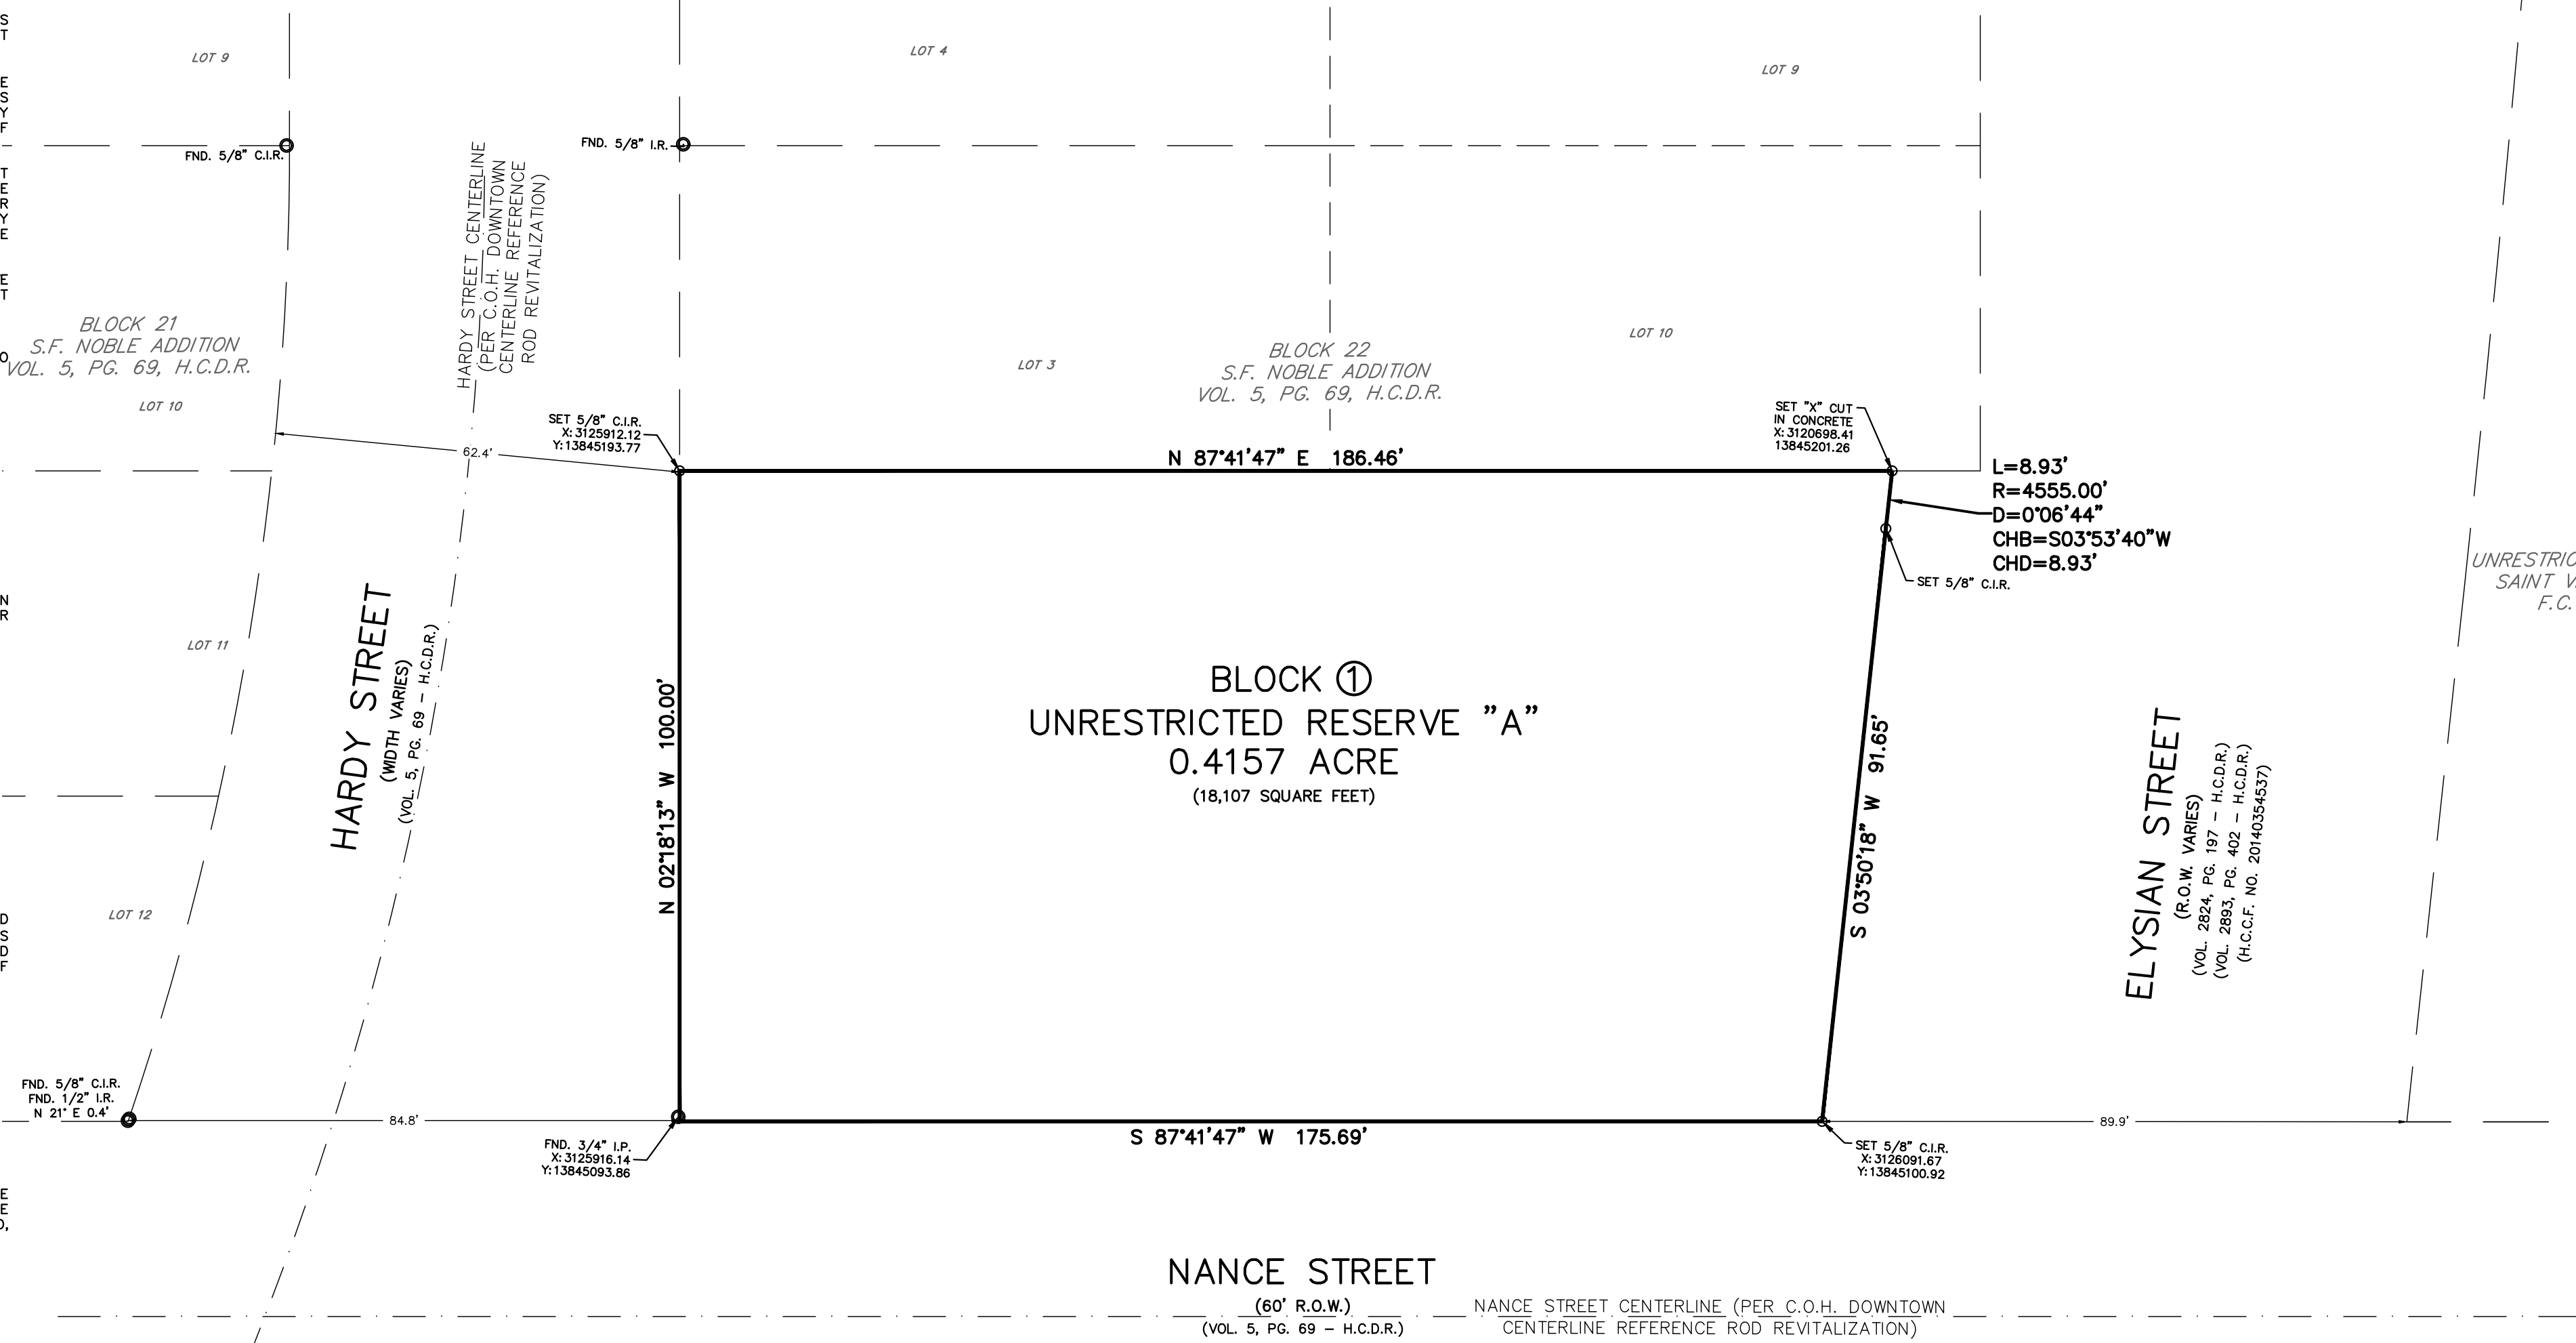 LOT 9
LOT 4
LOT 9
FND. 5/8" C.I.R.
FND. 5/8" I.R.
HARDY STREET CENTERLINE
(PER C.O.H. DOWNTOWN
CENTERLINE REFERENCE
ROD REVITALIZATION)
BLOCK 21
S.F. NOBLE ADDITION
VOL. 5, PG. 69, H.C.D.R.
LOT 10
LOT 3
BLOCK 22
S.F. NOBLE ADDITION
VOL. 5, PG. 69, H.C.D.R.
LOT 10
SET 5/8" C.I.R.
X:3125912.12
Y:13845193.77
62.4'
SET "X" CUT
IN CONCRETE
X:3120698.41
13845201.26
N 87°41'47" E 186.46'
L=8.93'
R=4555.00'
D=0°06'44"
CHB=S03°53'40"W
CHD=8.93'
SET 5/8" C.I.R.
UNRESTRIC
SAINT V
F.C.
LOT 11
HARDY STREET
(WIDTH VARIES)
(VOL. 5, PG. 69 – H.C.D.R.)
N 02°18'13" W 100.00'
BLOCK 1
UNRESTRICTED RESERVE "A"
0.4157 ACRE
(18,107 SQUARE FEET)
S 03°50'18" W 91.65'
ELYSIAN STREET
(R.O.W. VARIES)
(VOL. 2824, PG. 197 – H.C.D.R.)
(VOL. 2893, PG. 402 – H.C.D.R.)
(H.C.C.F. NO. 20140354537)
LOT 12
FND. 5/8" C.I.R.
FND. 1/2" I.R.
N 21° E 0.4'
84.8'
FND. 3/4" I.P.
X:3125916.14
Y:13845093.86
S 87°41'47" W 175.69'
89.9'
SET 5/8" C.I.R.
X:3126091.67
Y:13845100.92
NANCE STREET
(60' R.O.W.)
(VOL. 5, PG. 69 – H.C.D.R.)
NANCE STREET CENTERLINE (PER C.O.H. DOWNTOWN
CENTERLINE REFERENCE ROD REVITALIZATION)